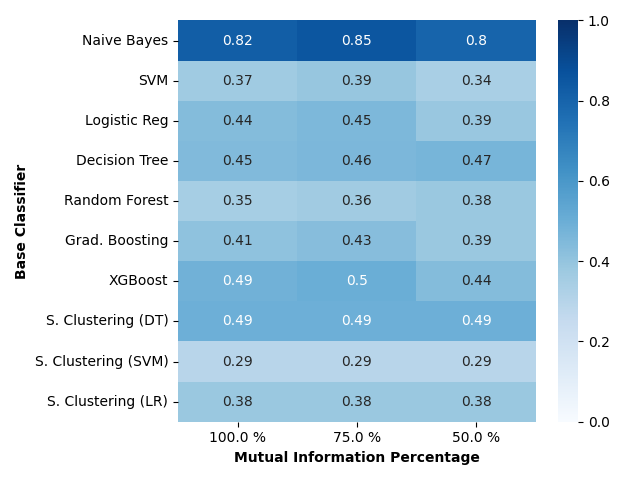 Base Classifier
Naive Bayes 0.82 0.85 0.8
SVM 0.37 0.39 0.34
Logistic Reg 0.44 0.45 0.39
Decision Tree 0.45 0.46 0.47
Random Forest 0.35 0.36 0.38
Grad. Boosting 0.41 0.43 0.39
XGBoost 0.49 0.5 0.44
S. Clustering (DT) 0.49 0.49 0.49
S. Clustering (SVM) 0.29 0.29 0.29
S. Clustering (LR) 0.38 0.38 0.38
100.0 % 75.0 % 50.0 %
Mutual Information Percentage
1.0
0.8
0.6
0.4
0.2
0.0